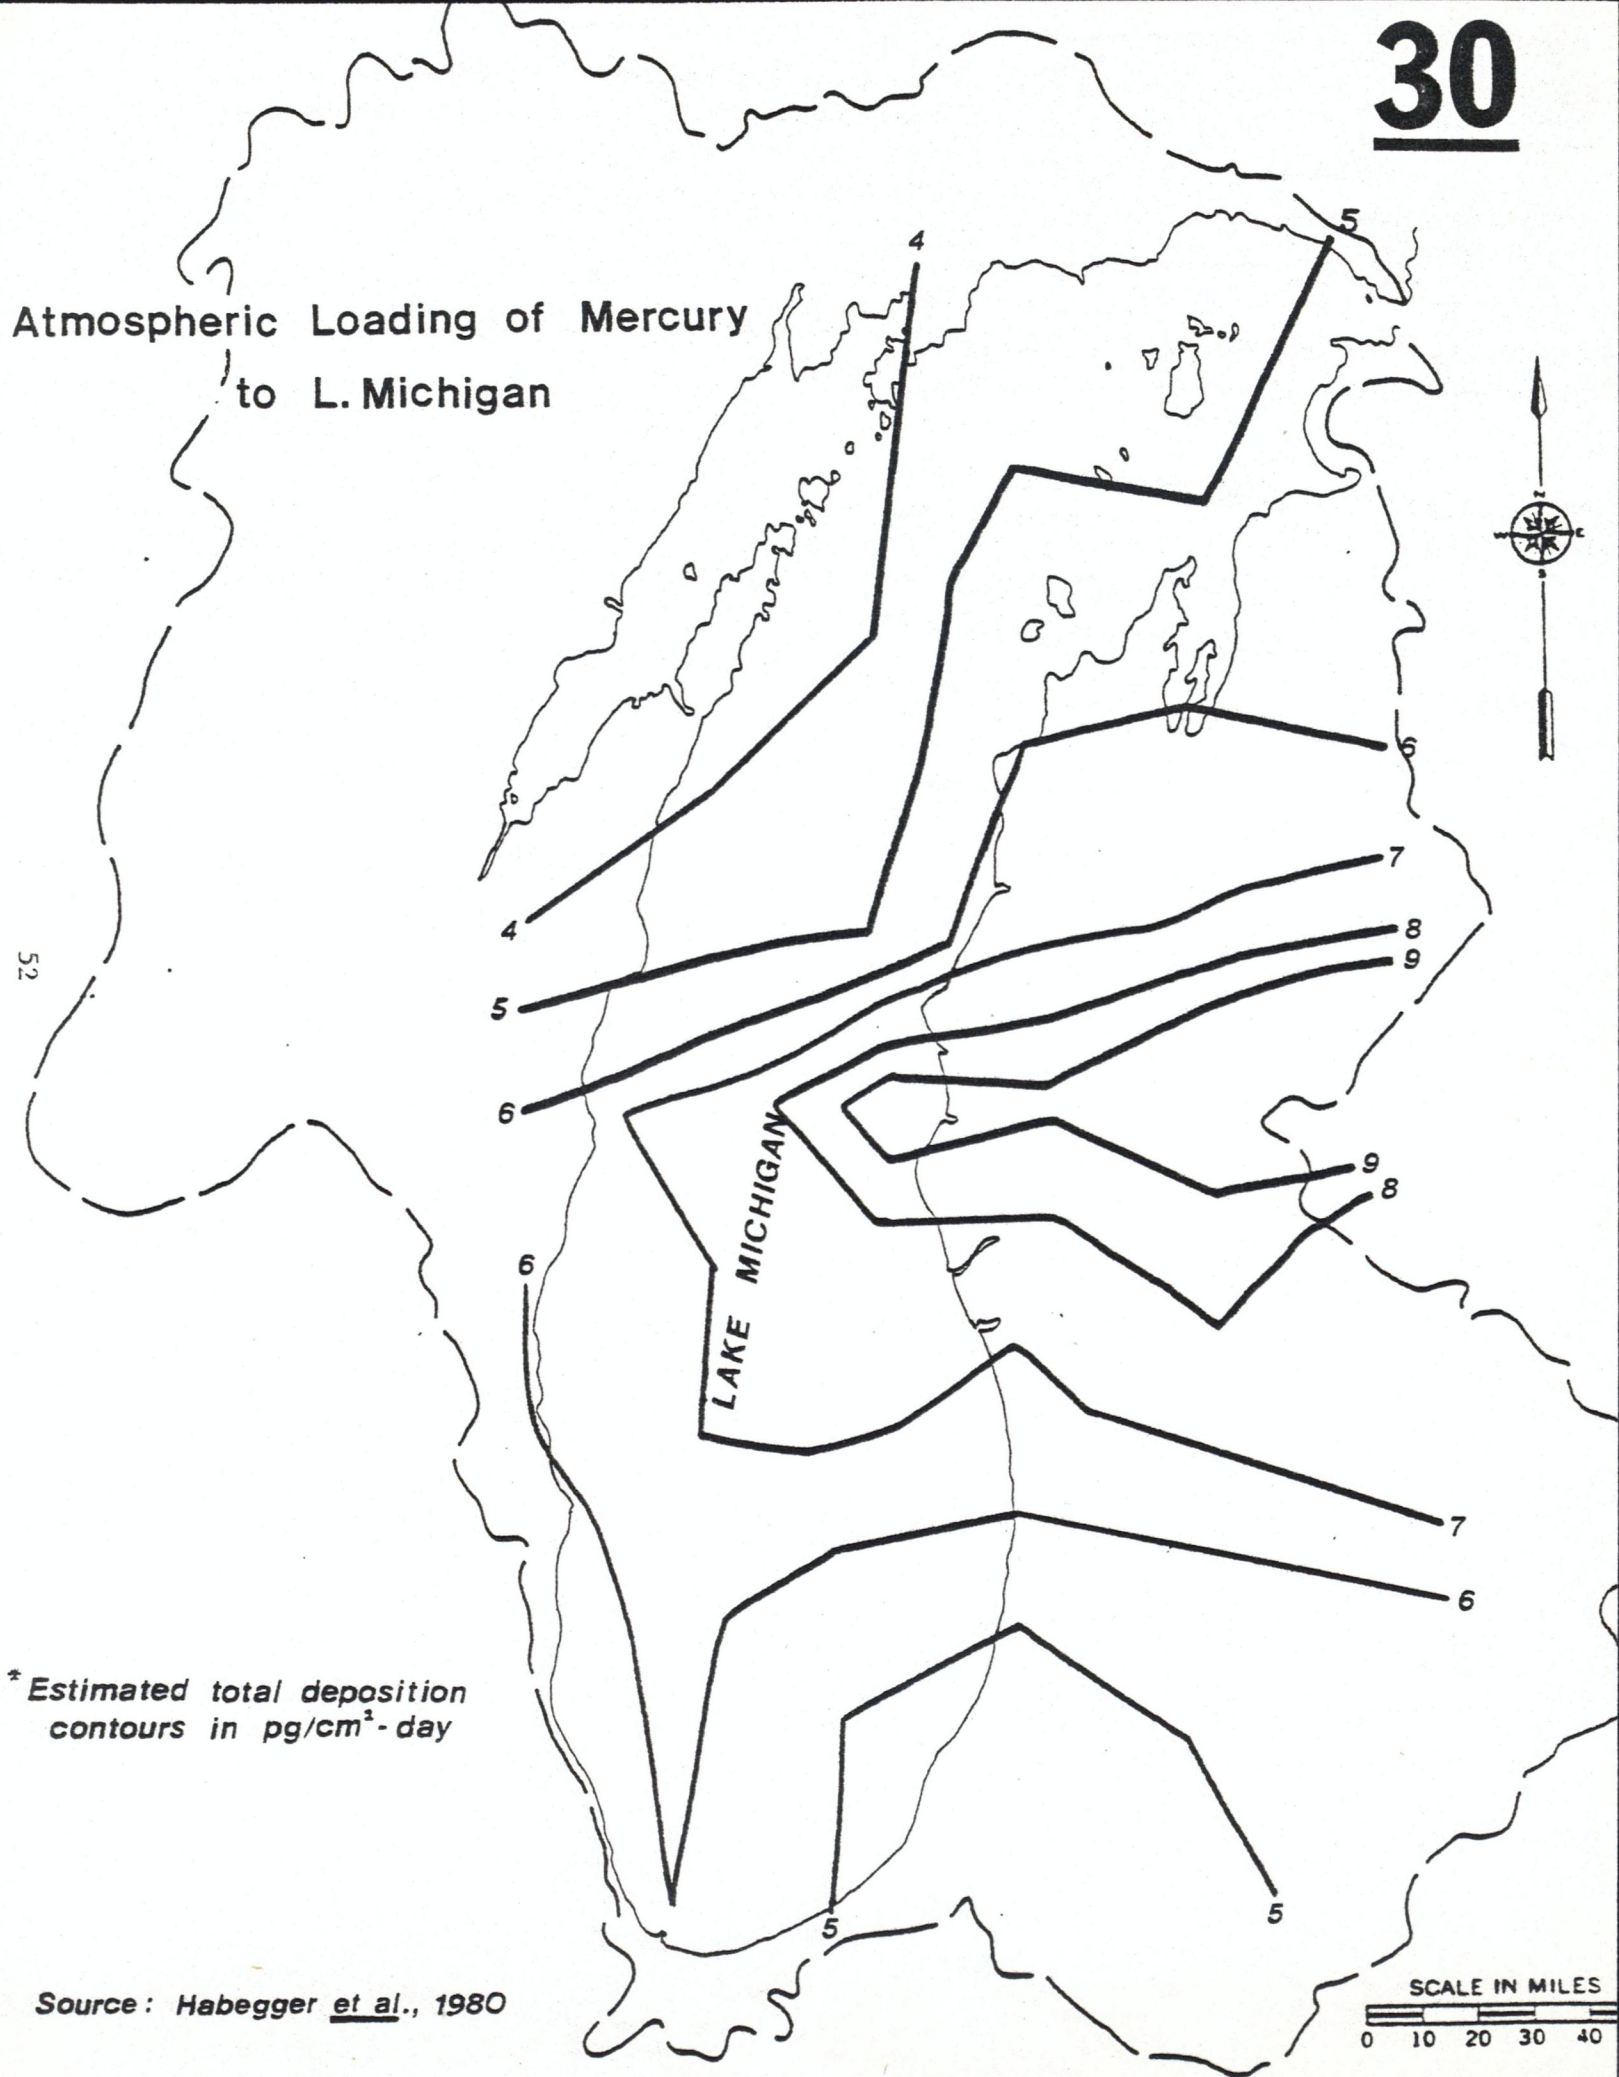 30
Atmospheric Loading of Mercury
to L. Michigan
4
5
N
W E
S
6
7
8
9
4
5
6
52
LAKE MICHIGAN
9
8
6
7
6
*Estimated total deposition
contours in pg/cm²-day
5
5
Source: Habegger et al., 1980
SCALE IN MILES
0 10 20 30 40